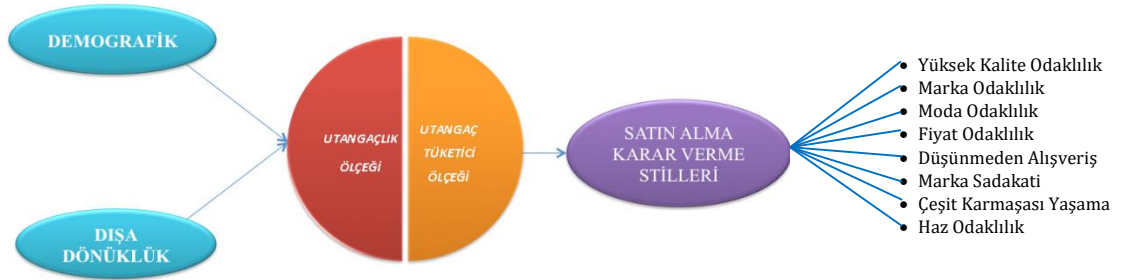 DEMOGRAFİK
DIŞA
DÖNÜKLÜK
UTANGAÇLIK
ÖLÇEĞİ
UTANGAÇ
TÜKETİCİ
ÖLÇEĞİ
SATIN ALMA
KARAR VERME
STİLLERİ
• Yüksek Kalite Odaklılık
• Marka Odaklılık
• Moda Odaklılık
• Fiyat Odaklılık
• Düşünmeden Alışveriş
• Marka Sadakati
• Çeşit Karmaşası Yaşama
• Haz Odaklılık